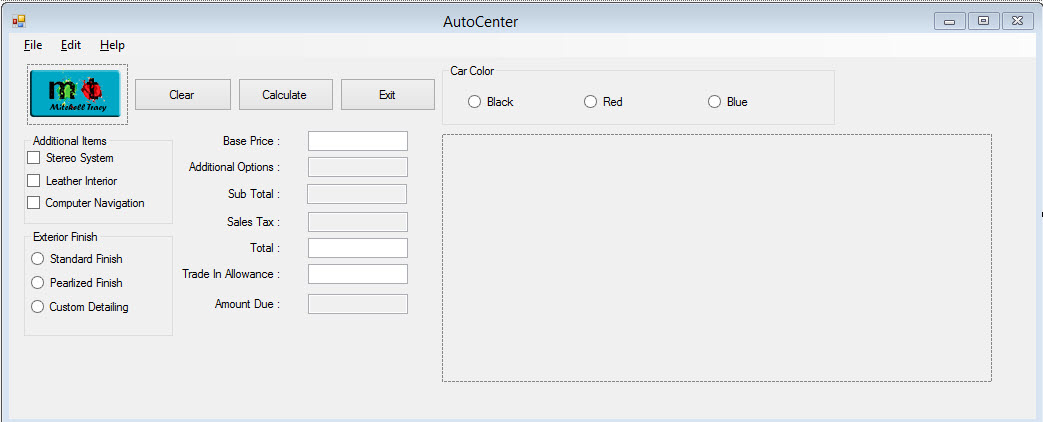 AutoCenter
File Edit Help
mt
Mitchell Tracy
Clear Calculate Exit
Car Color
Black Red Blue
Additional Items
Stereo System
Leather Interior
Computer Navigation
Exterior Finish
Standard Finish
Pearlized Finish
Custom Detailing
Base Price :
Additional Options :
Sub Total :
Sales Tax :
Total :
Trade In Allowance :
Amount Due :